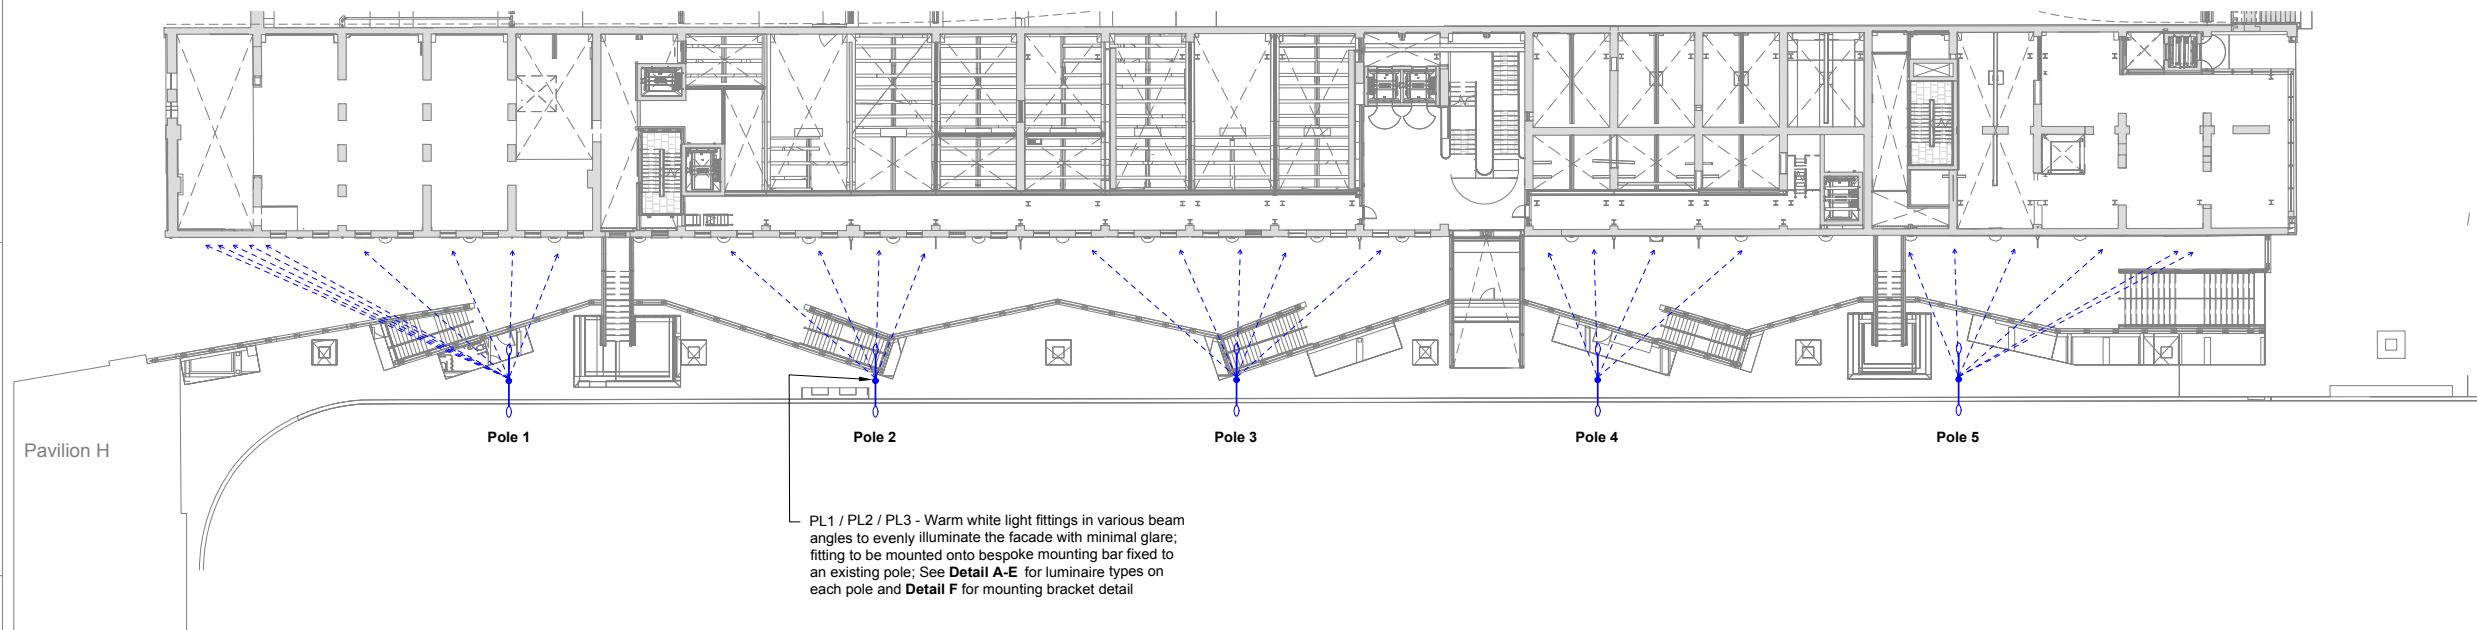 Pole 1
Pole 2
Pole 3
Pole 4
Pole 5
Pavilion H
PL1 / PL2 / PL3 - Warm white light fittings in various beam
angles to evenly illuminate the facade with minimal glare;
fitting to be mounted onto bespoke mounting bar fixed to
an existing pole; See Detail A-E for luminaire types on
each pole and Detail F for mounting bracket detail